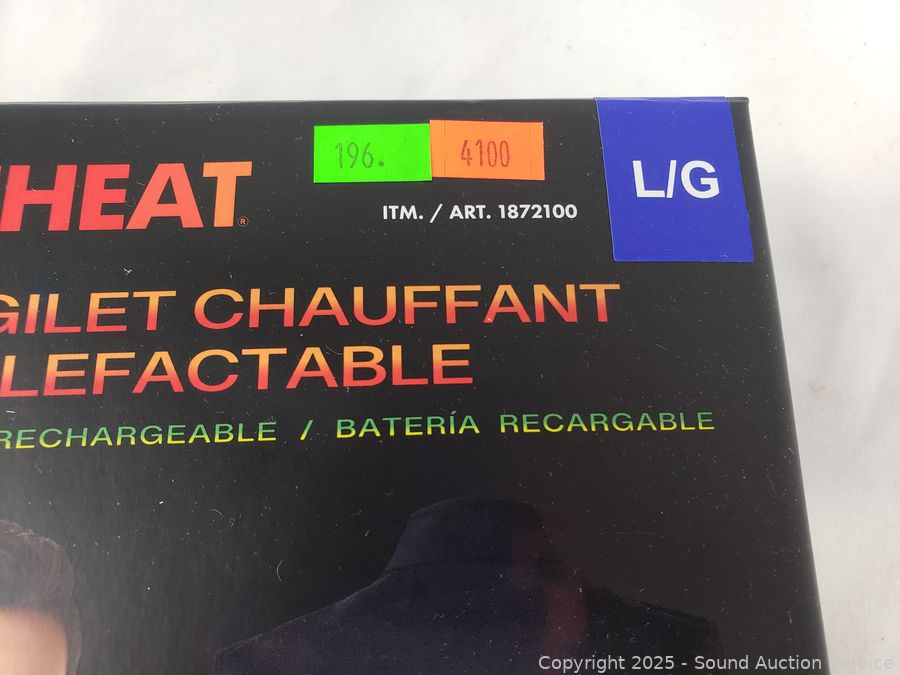 196. 4100
L/G
HEAT®
ITM. / ART. 1872100
GILET CHAUFFANT
LEFACTABLE
RECHARGEABLE / BATERÍA RECARGABLE
Copyright 2025 - Sound Auction Service